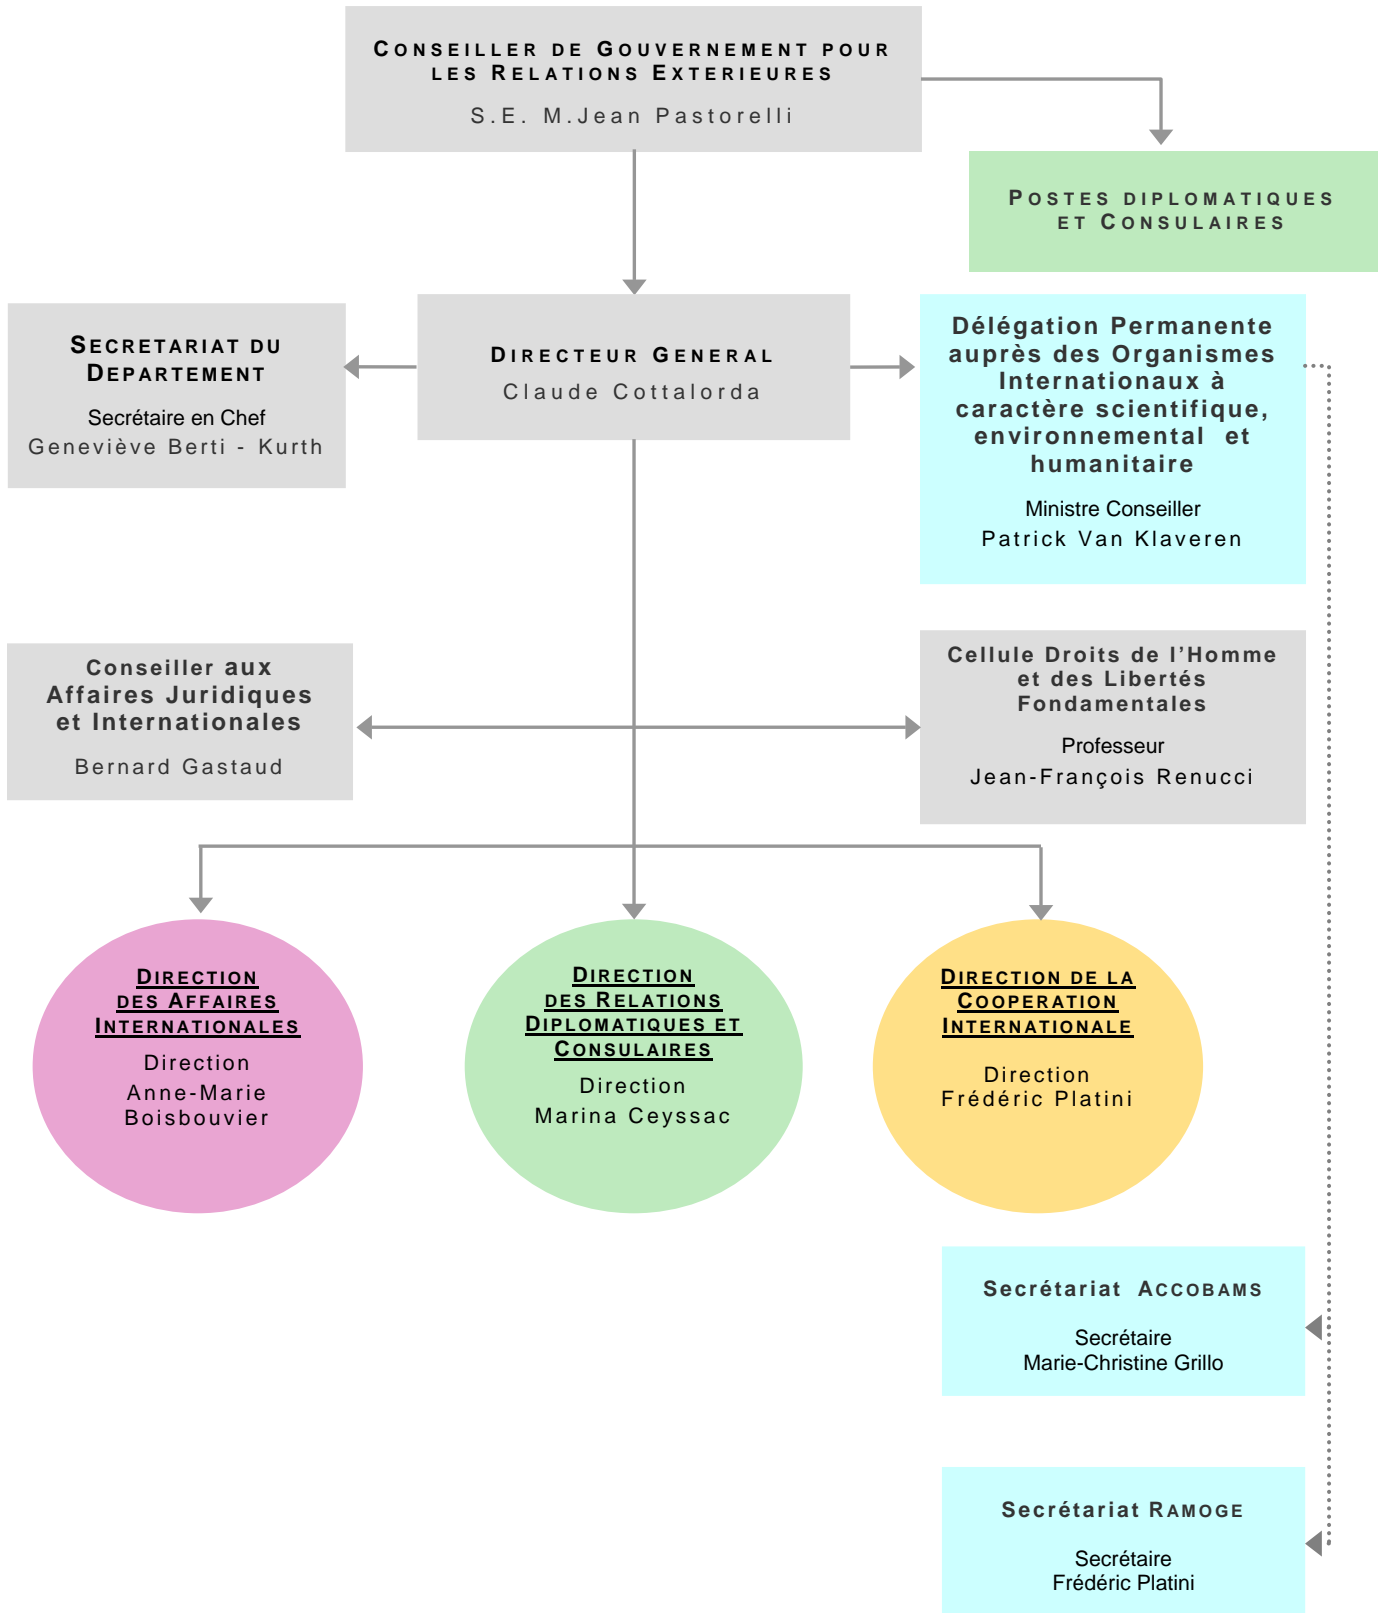 CONSEILLER DE GOUVERNEMENT POUR
LES RELATIONS EXTERIEURES
S.E. M.Jean Pastorelli
POSTES DIPLOMATIQUES
ET CONSULAIRES
SECRETARIAT DU
DEPARTEMENT
Secrétaire en Chef
Geneviève Berti - Kurth
DIRECTEUR GENERAL
Claude Cottalorda
Délégation Permanente
auprès des Organismes
Internationaux à
caractère scientifique,
environnemental et
humanitaire
Ministre Conseiller
Patrick Van Klaveren
Conseiller aux
Affaires Juridiques
et Internationales
Bernard Gastaud
Cellule Droits de l’Homme
et des Libertés
Fondamentales
Professeur
Jean-François Renucci
DIRECTION
DES AFFAIRES
INTERNATIONALES
Direction
Anne-Marie
Boisbouvier
DIRECTION
DES RELATIONS
DIPLOMATIQUES ET
CONSULAIRES
Direction
Marina Ceyssac
DIRECTION DE LA
COOPERATION
INTERNATIONALE
Direction
Frédéric Platini
Secrétariat ACCOBAMS
Secrétaire
Marie-Christine Grillo
Secrétariat RAMOGE
Secrétaire
Frédéric Platini